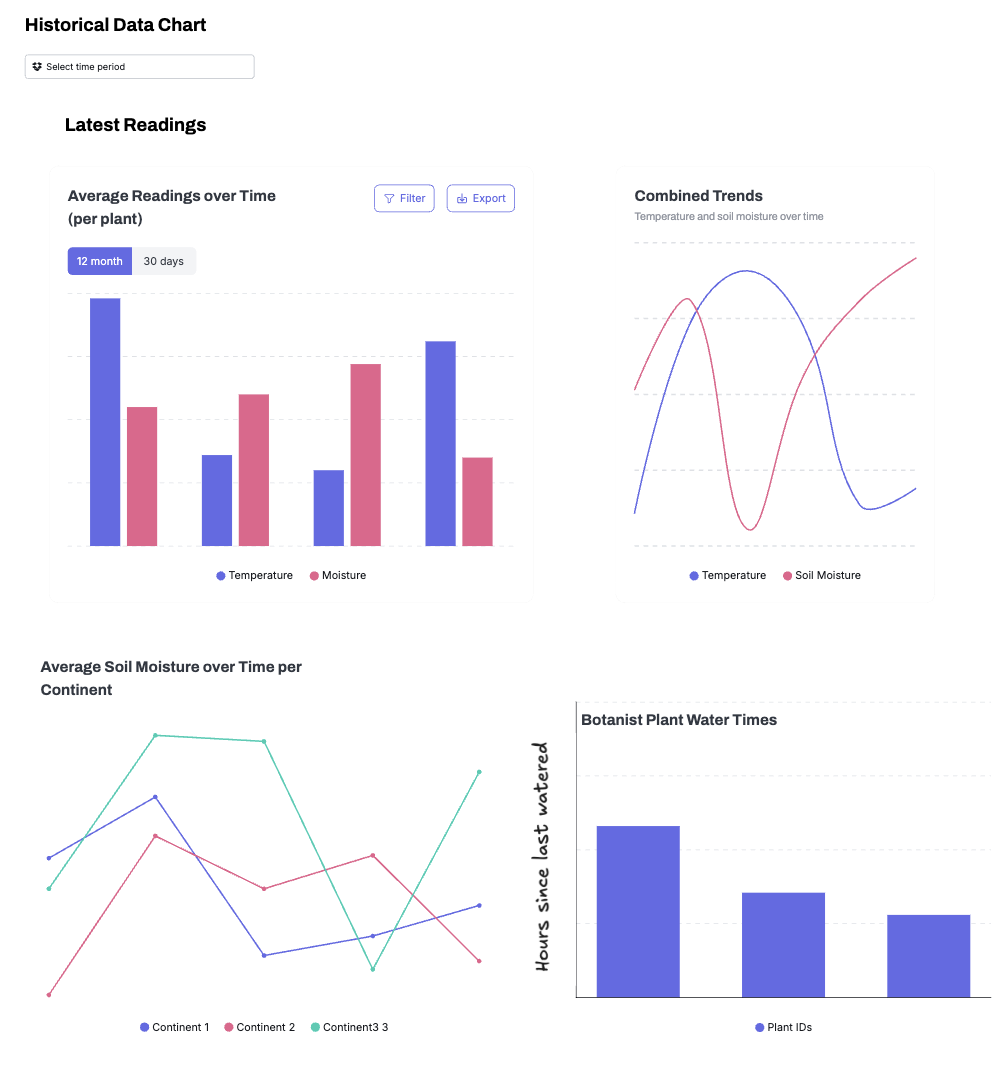 Historical Data Chart
Select time period
Latest Readings
Average Readings over Time
(per plant)
Filter
Export
12 month
30 days
Temperature
Moisture
Combined Trends
Temperature and soil moisture over time
Temperature
Soil Moisture
Average Soil Moisture over Time per
Continent
Continent 1
Continent 2
Continent3 3
Botanist Plant Water Times
Hours since last watered
Plant IDs